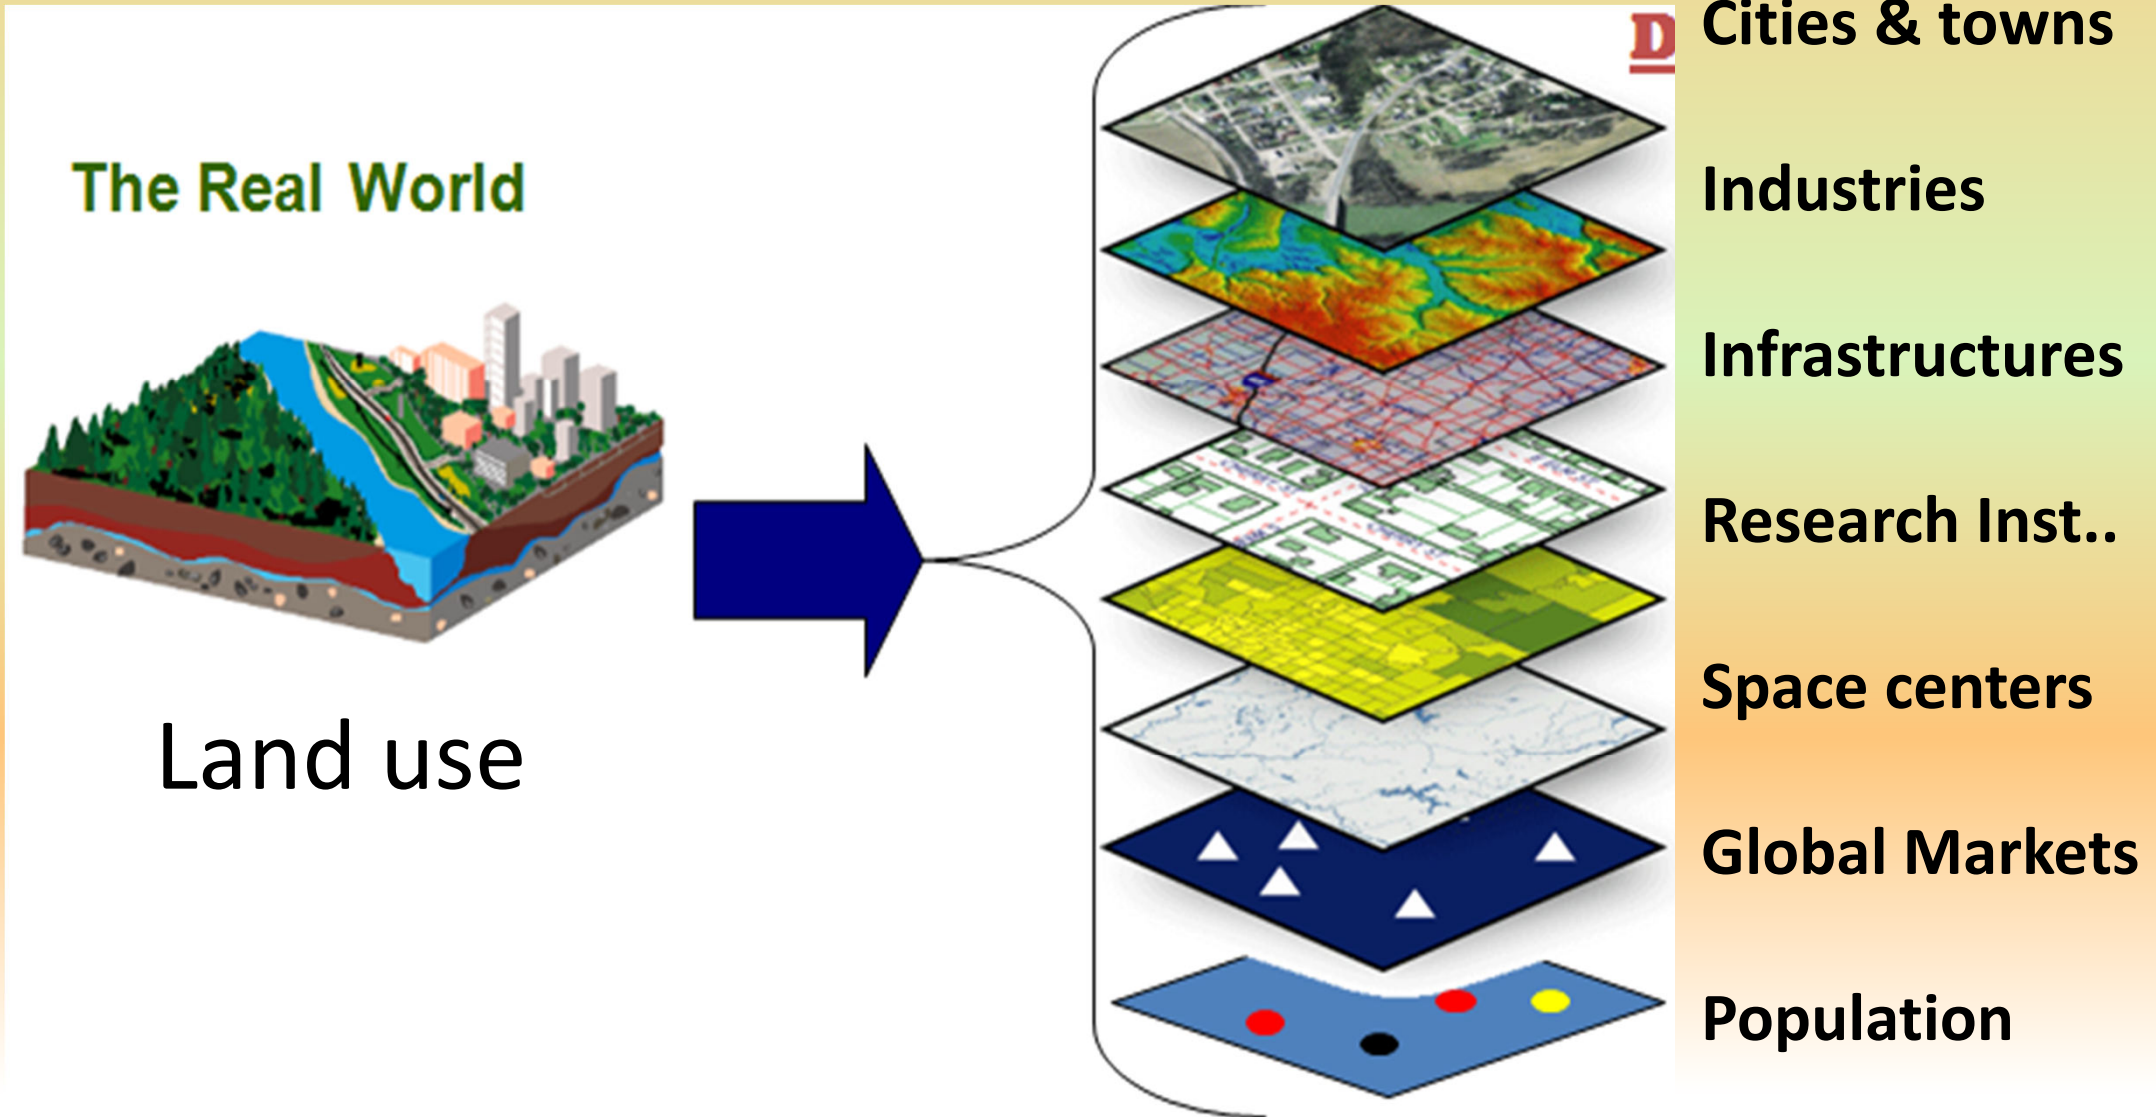 The Real World
Land use
D
Cities & towns
Industries
Infrastructures
Research Inst..
Space centers
Global Markets
Population